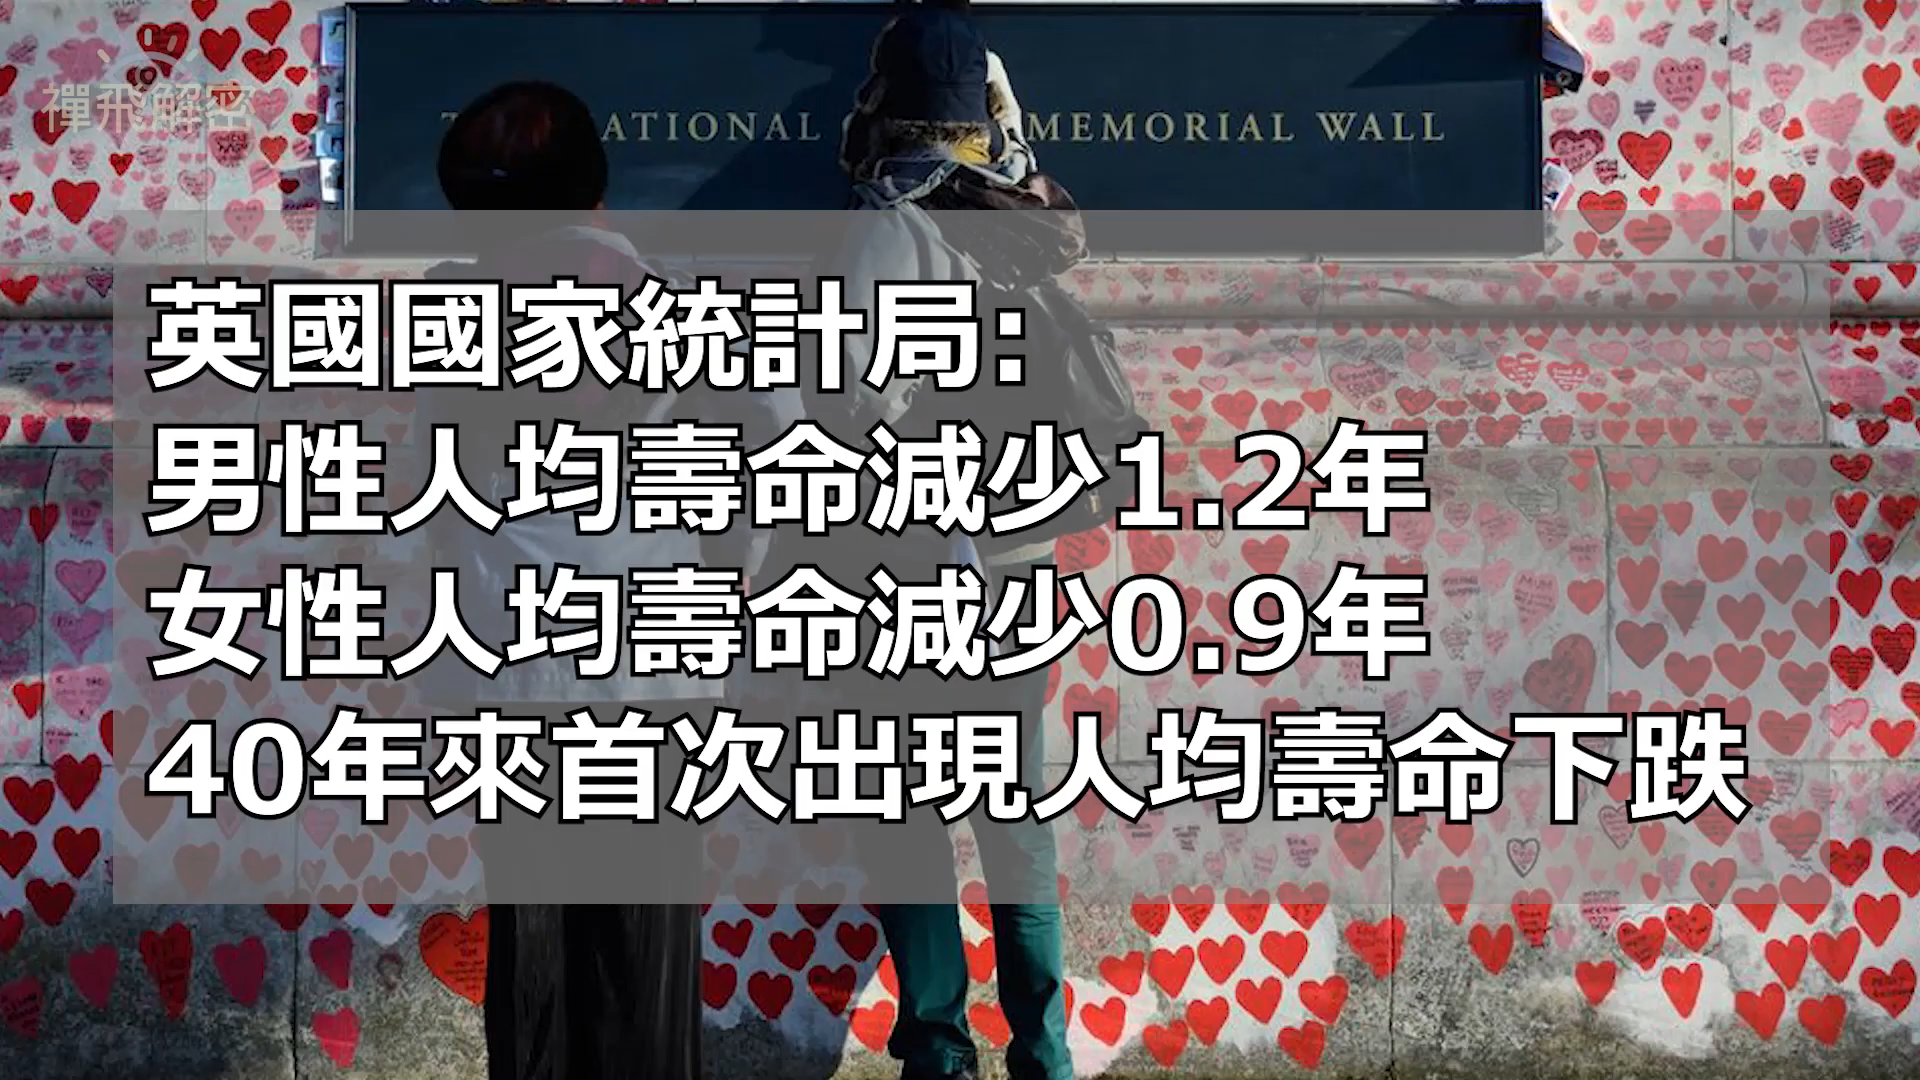 禪飛解密
ATIONAL MEMORIAL WALL
英國國家統計局:
男性人均壽命減少1.2年
女性人均壽命減少0.9年
40年來首次出現人均壽命下跌